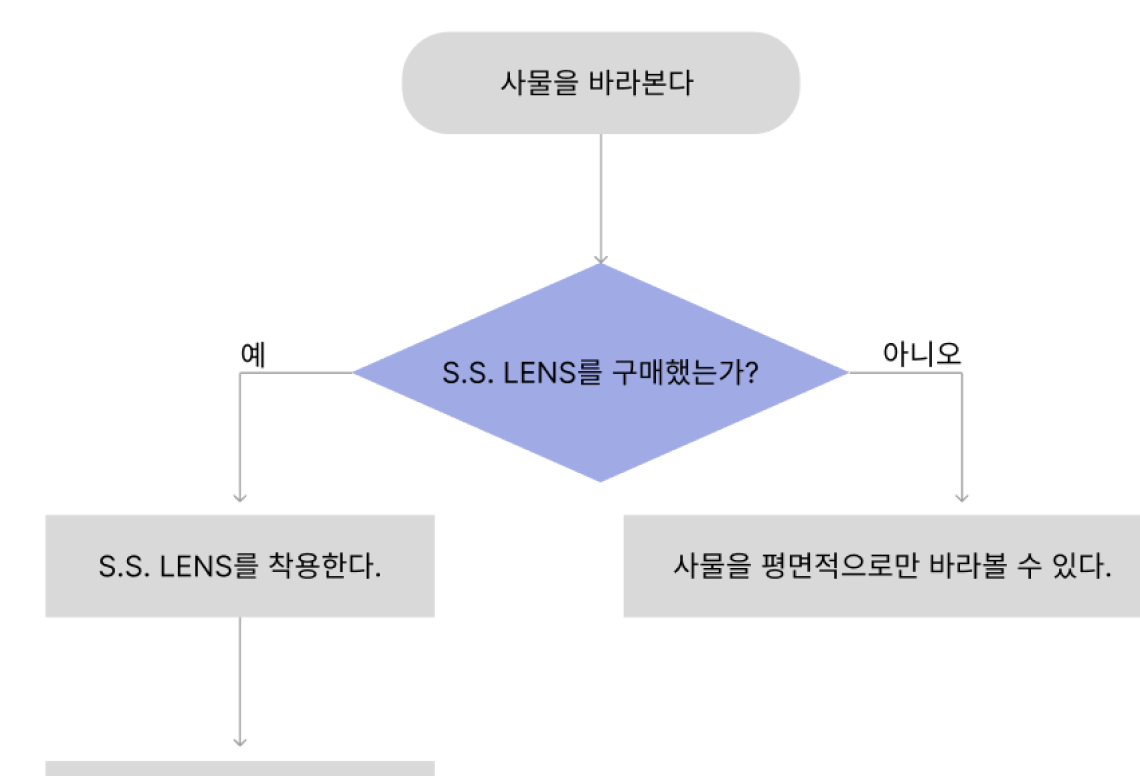 사물을 바라본다
S.S. LENS를 구매했는가?
예
아니오
S.S. LENS를 착용한다.
사물을 평면적으로만 바라볼 수 있다.